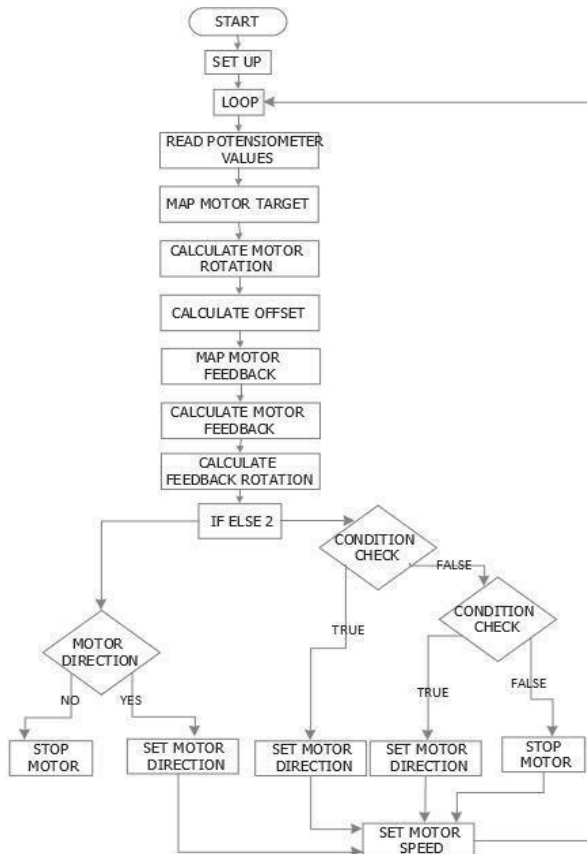 START
SET UP
LOOP
READ POTENSIOMETER
VALUES
MAP MOTOR TARGET
CALCULATE MOTOR
ROTATION
CALCULATE OFFSET
MAP MOTOR
FEEDBACK
CALCULATE MOTOR
FEEDBACK
CALCULATE
FEEDBACK ROTATION
IF ELSE 2
CONDITION
CHECK
FALSE
CONDITION
CHECK
TRUE
MOTOR
DIRECTION
NO
YES
TRUE
FALSE
STOP
MOTOR
SET MOTOR
DIRECTION
SET MOTOR
DIRECTION
SET MOTOR
DIRECTION
STOP
MOTOR
SET MOTOR
SPEED